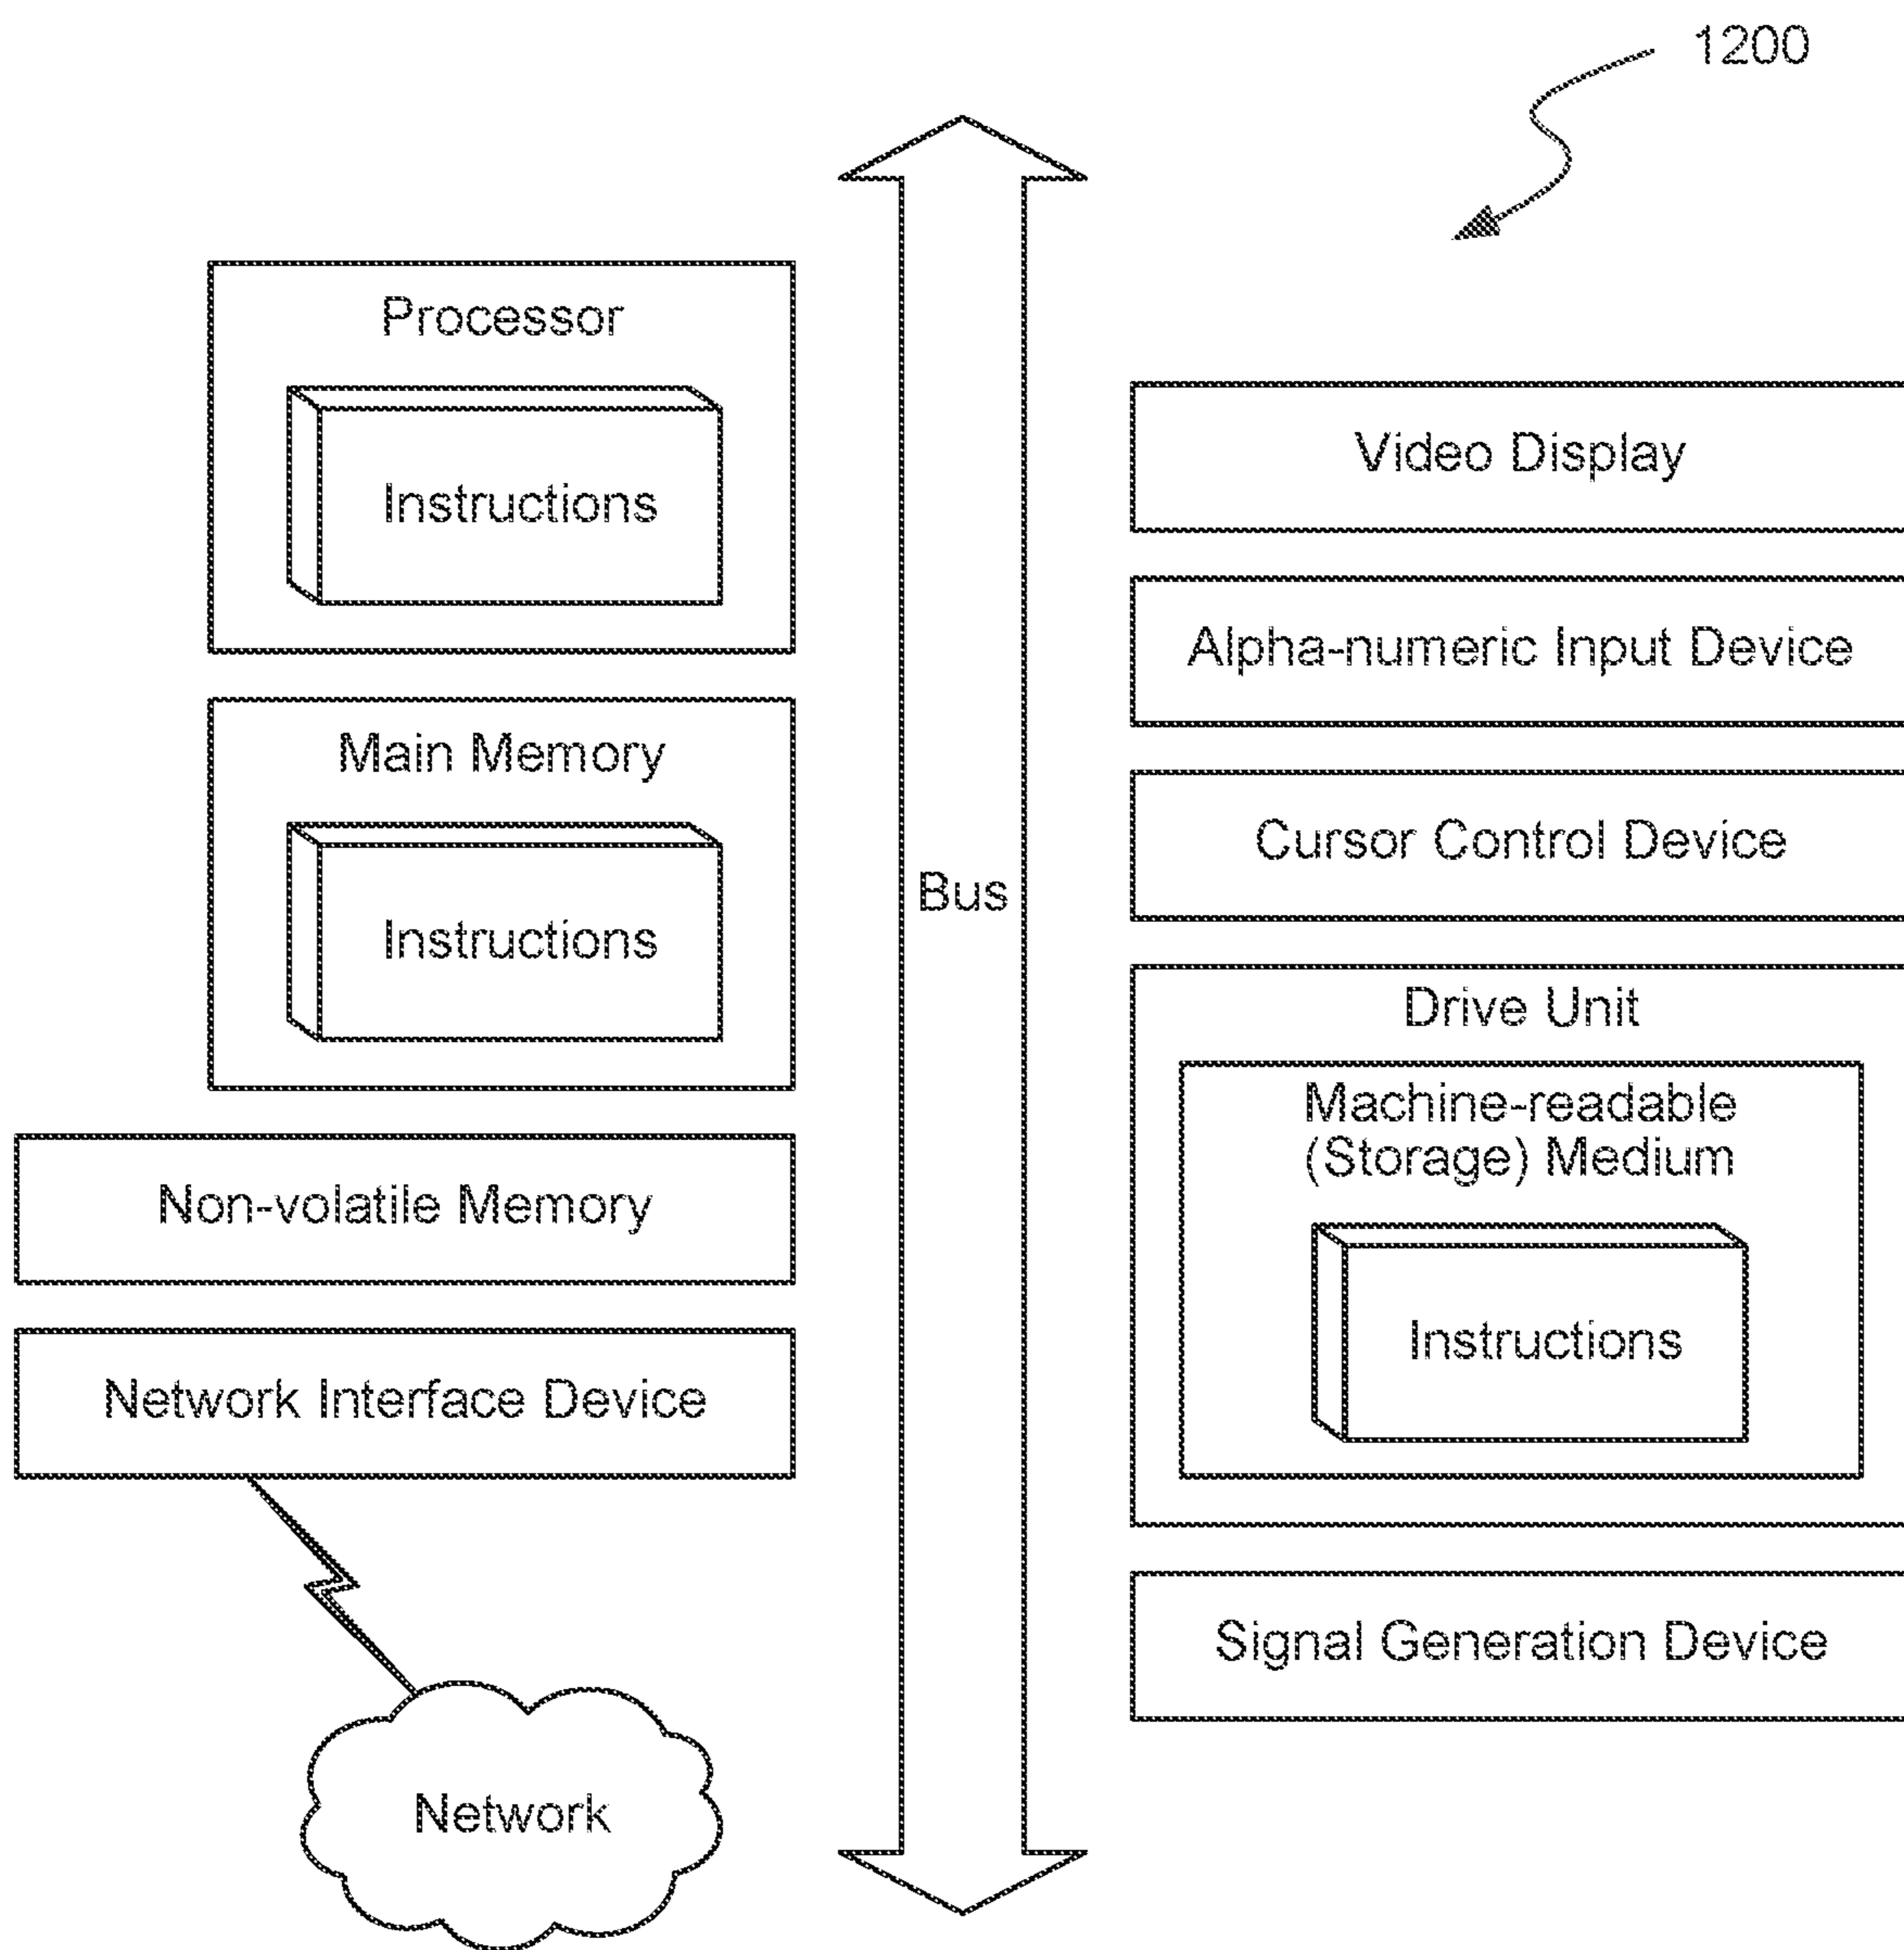 1200
Processor
Instructions
Main Memory
Instructions
Non-volatile Memory
Network Interface Device
Network
Bus
Video Display
Alpha-numeric Input Device
Cursor Control Device
Drive Unit
Machine-readable
(Storage) Medium
Instructions
Signal Generation Device